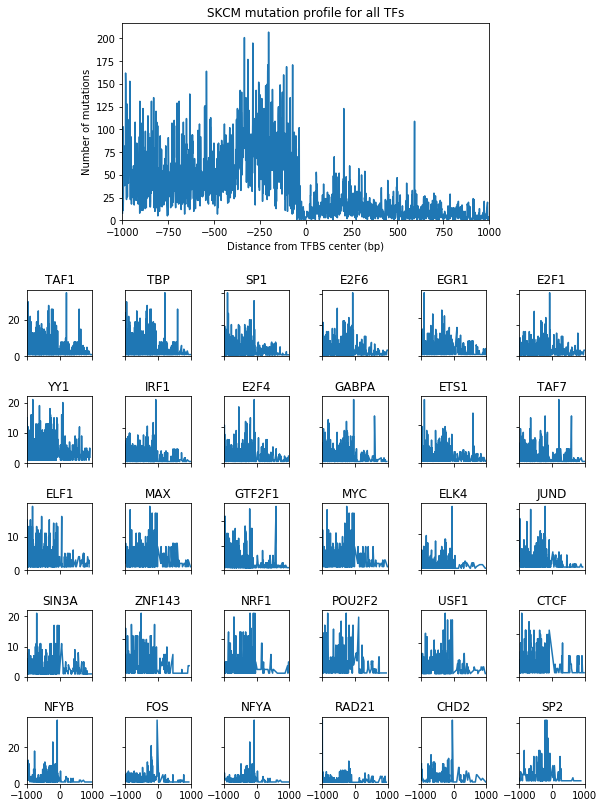 SKCM mutation profile for all TFs
Number of mutations
200
175
150
125
100
75
50
25
0
−1000 −750 −500 −250 0 250 500 750 1000
Distance from TFBS center (bp)
TAF1 TBP SP1 E2F6 EGR1 E2F1
20
0
YY1 IRF1 E2F4 GABPA ETS1 TAF7
20
10
0
ELF1 MAX GTF2F1 MYC ELK4 JUND
10
0
SIN3A ZNF143 NRF1 POU2F2 USF1 CTCF
20
10
0
NFYB FOS NFYA RAD21 CHD2 SP2
20
0
−1000 0 1000 −1000 0 1000 −1000 0 1000 −1000 0 1000 −1000 0 1000 −1000 0 1000